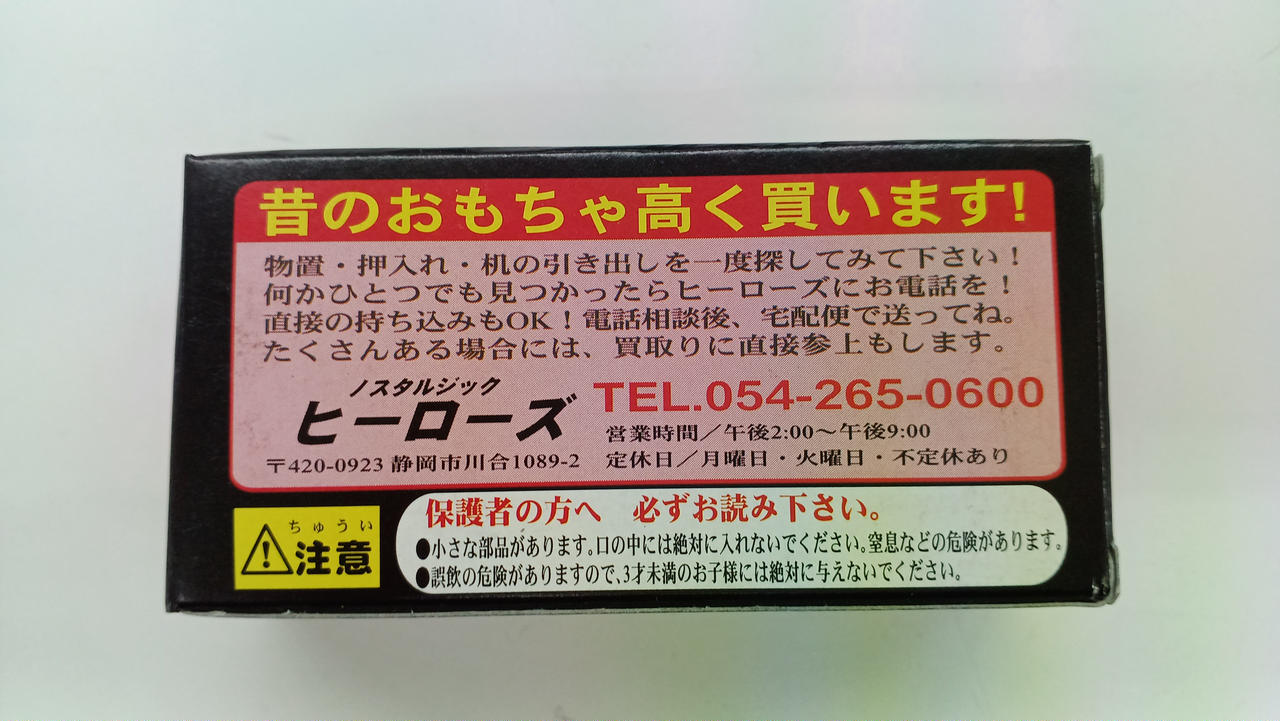 昔のおもちゃ高く買います!
物置・押入れ・机の引き出しを一度探してみて下さい！
何かひとつでも見つかったらヒーローズにお電話を！
直接の持ち込みもOK！電話相談後、宅配便で送ってね。
たくさんある場合には、買取りに直接参上もします。
ノスタルジック
ヒーローズ
〒420-0923 静岡市川合1089-2
TEL.054-265-0600
営業時間／午後2:00〜午後9:00
定休日／月曜日・火曜日・不定休あり
ちゅうい
注意
保護者の方へ　必ずお読み下さい。
●小さな部品があります。口の中には絶対に入れないでください。窒息などの危険があります。
●誤飲の危険がありますので、3才未満のお子様には絶対に与えないでください。